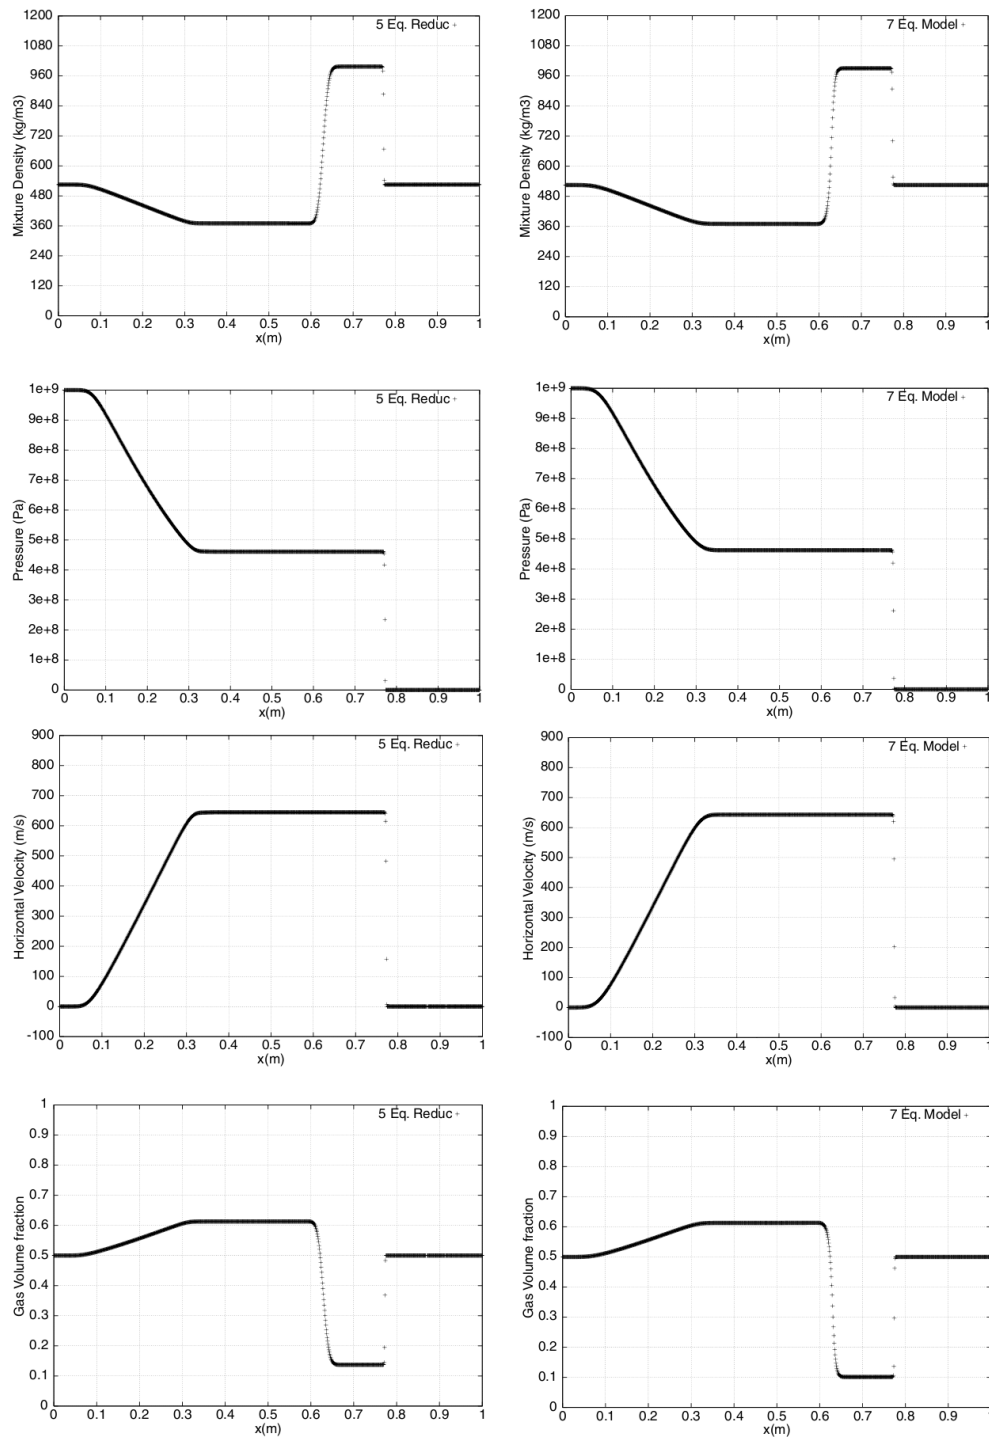 5 Eq. Reduc
Mixture Density (kg/m3)
1200
1080
960
840
720
600
480
360
240
120
0
0 0.1 0.2 0.3 0.4 0.5 0.6 0.7 0.8 0.9 1
x(m)
7 Eq. Model
Mixture Density (kg/m3)
1200
1080
960
840
720
600
480
360
240
120
0
0 0.1 0.2 0.3 0.4 0.5 0.6 0.7 0.8 0.9 1
x(m)
5 Eq. Reduc
Pressure (Pa)
1e+9
9e+8
8e+8
7e+8
6e+8
5e+8
4e+8
3e+8
2e+8
1e+8
0
0 0.1 0.2 0.3 0.4 0.5 0.6 0.7 0.8 0.9 1
x(m)
7 Eq. Model
Pressure (Pa)
1e+9
9e+8
8e+8
7e+8
6e+8
5e+8
4e+8
3e+8
2e+8
1e+8
0
0 0.1 0.2 0.3 0.4 0.5 0.6 0.7 0.8 0.9 1
x(m)
5 Eq. Reduc
Horizontal Velocity (m/s)
900
800
700
600
500
400
300
200
100
0
-100
0 0.1 0.2 0.3 0.4 0.5 0.6 0.7 0.8 0.9 1
x(m)
7 Eq. Model
Horizontal Velocity (m/s)
900
800
700
600
500
400
300
200
100
0
-100
0 0.1 0.2 0.3 0.4 0.5 0.6 0.7 0.8 0.9 1
x(m)
5 Eq. Reduc
Gas Volume fraction
1
0.9
0.8
0.7
0.6
0.5
0.4
0.3
0.2
0.1
0
0 0.1 0.2 0.3 0.4 0.5 0.6 0.7 0.8 0.9 1
x(m)
7 Eq. Model
Gas Volume fraction
1
0.9
0.8
0.7
0.6
0.5
0.4
0.3
0.2
0.1
0
0 0.1 0.2 0.3 0.4 0.5 0.6 0.7 0.8 0.9 1
x(m)